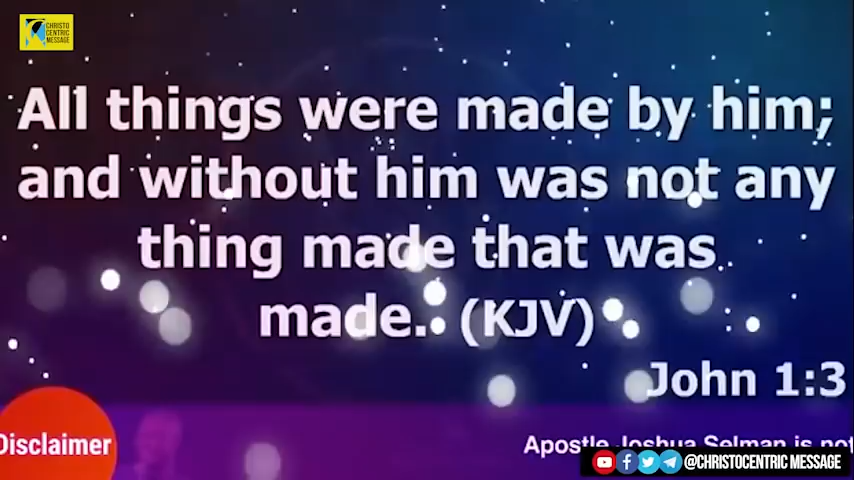 CHRISTO
CENTRIC
MESSAGE
All things were made by him;
and without him was not any
thing made that was
made. (KJV)
John 1:3
Disclaimer
Apostle Joshua Selman is not
@CHRISTOCENTRIC MESSAGE